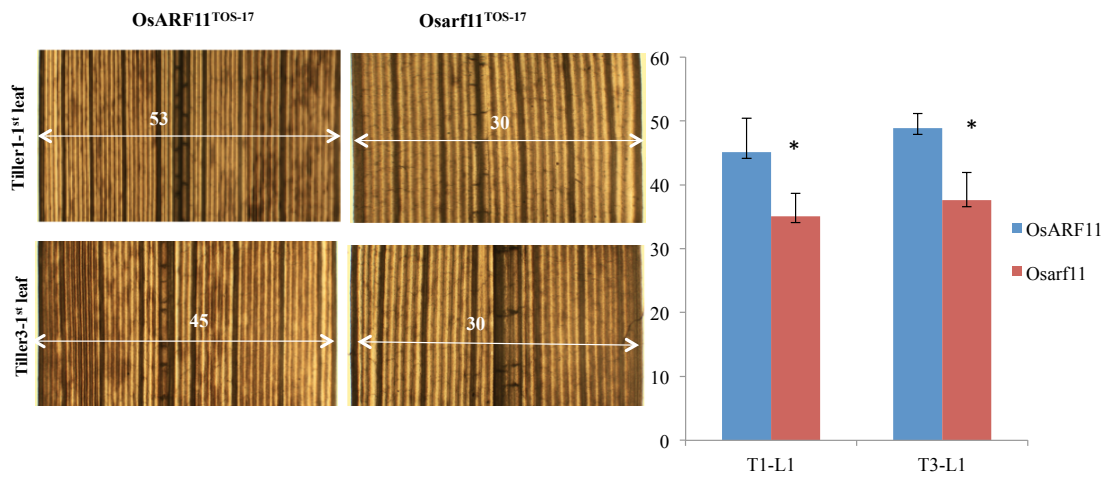 OsARF11TOS-17
Osarf11TOS-17
Tiller1-1st leaf
53
30
Tiller3-1st leaf
45
30
60
50
40
30
20
10
0
*
*
T1-L1
T3-L1
OsARF11
Osarf11